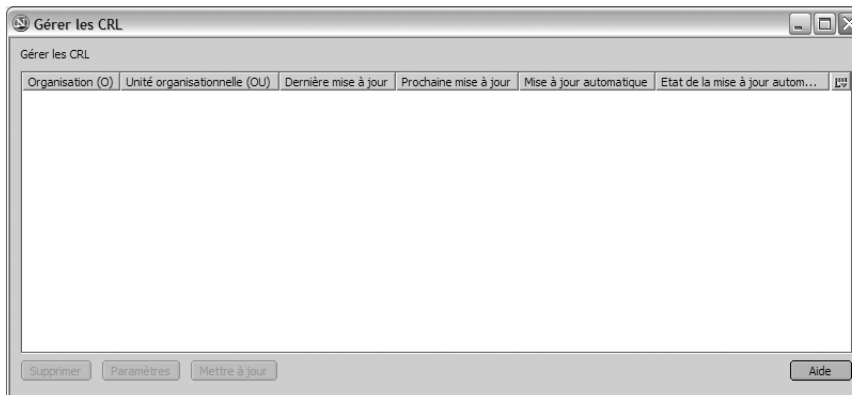 Gérer les CRL
Gérer les CRL
Organisation (O) Unité organisationnelle (OU) Dernière mise à jour Prochaine mise à jour Mise à jour automatique Etat de la mise à jour autom...
Supprimer Paramètres Mettre à jour Aide